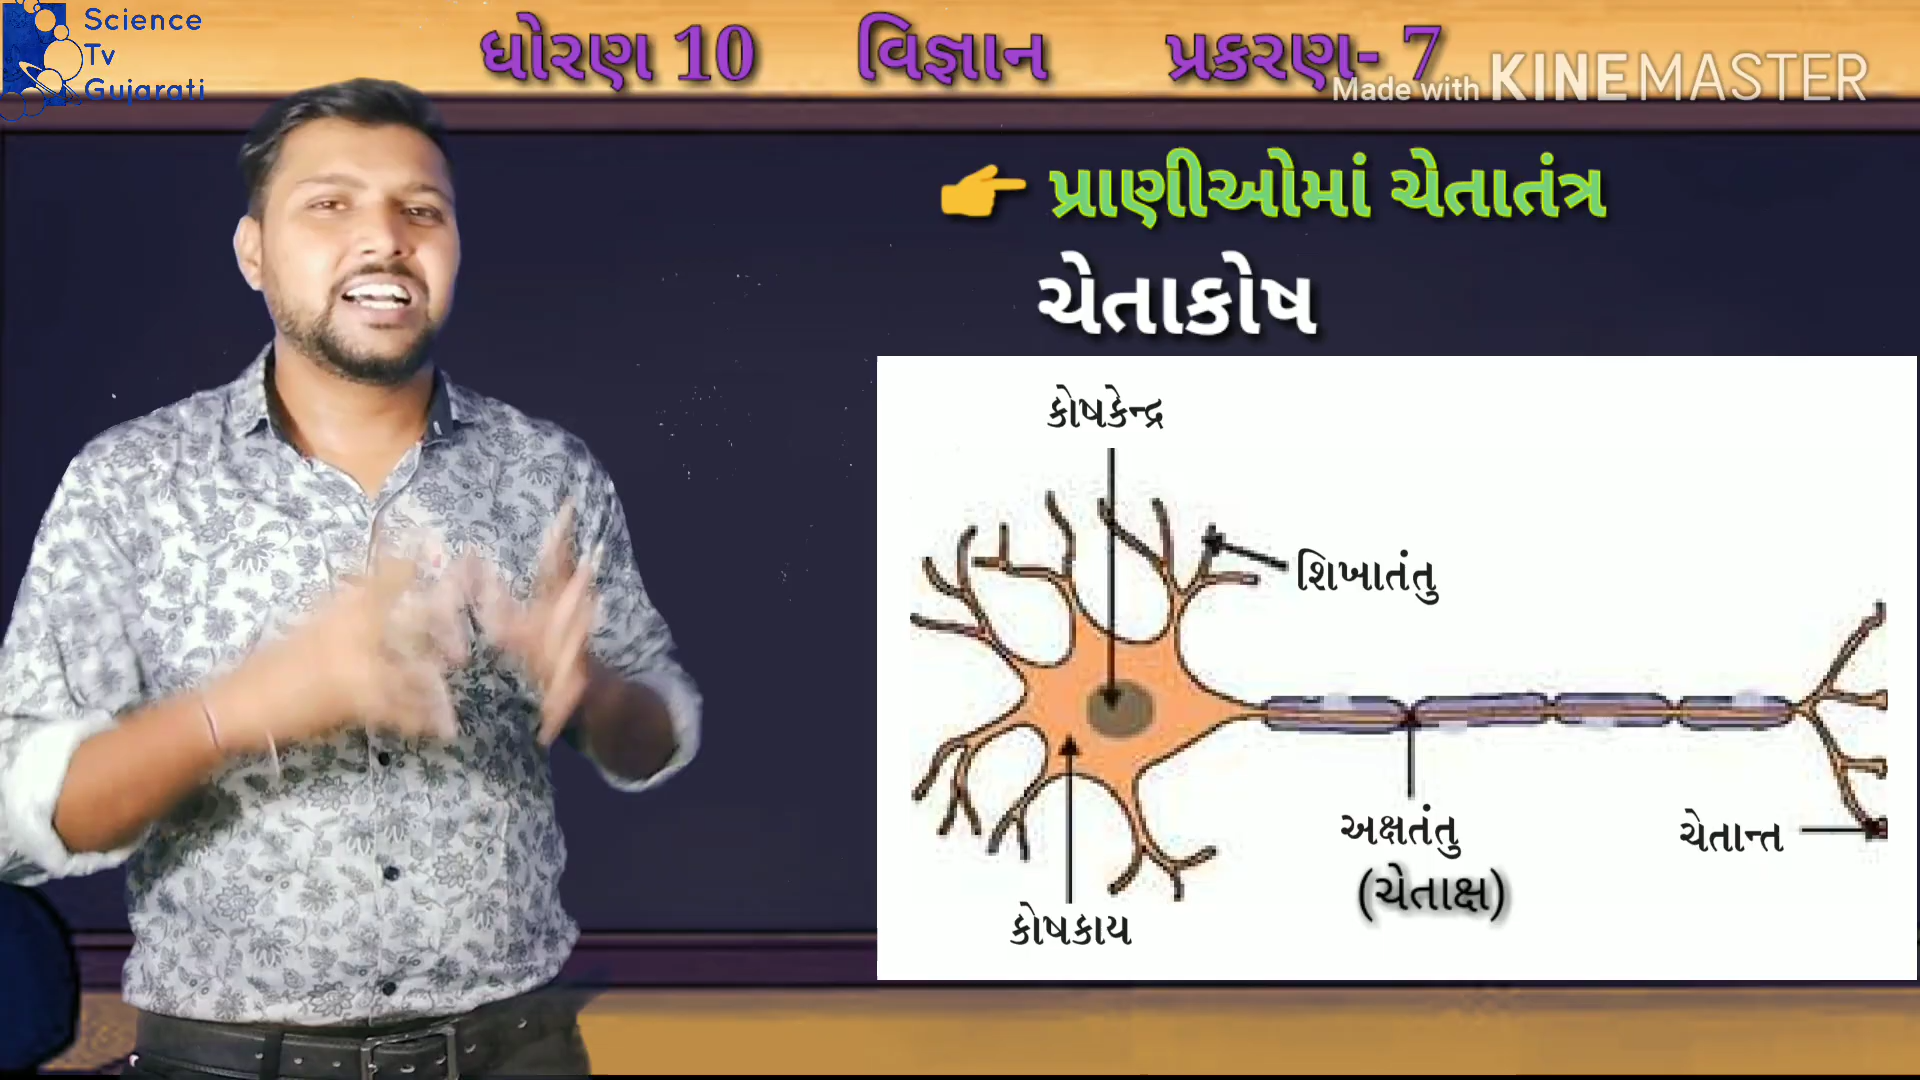 Science
Tv
Gujarati
ધોરણ 10 વિજ્ઞાન પ્રકરણ- 7
Made with KINEMASTER
👉 પ્રાણીઓમાં ચેતાતંત્ર
ચેતાકોષ
કોષકેન્દ્ર
શિખાતંતુ
અક્ષતંતુ
(ચેતાક્ષ)
ચેતાન્ત
કોષકાય